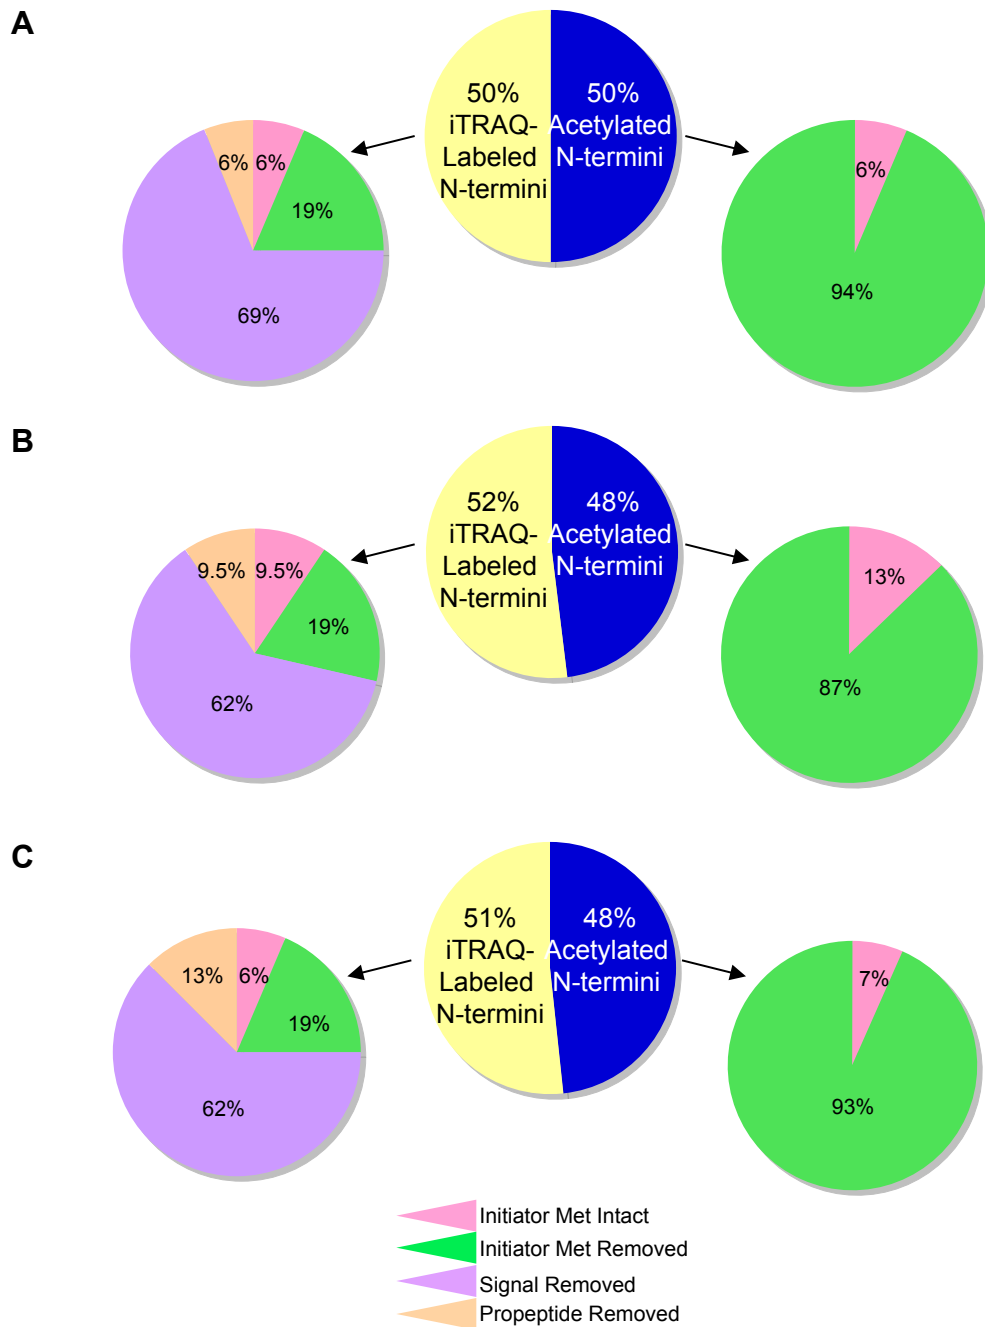 A
50%
iTRAQ-
Labeled
N-termini
50%
Acetylated
N-termini
6%
6%
19%
69%
6%
94%
B
52%
iTRAQ-
Labeled
N-termini
48%
Acetylated
N-termini
9.5%
9.5%
19%
62%
13%
87%
C
51%
iTRAQ-
Labeled
N-termini
48%
Acetylated
N-termini
13%
6%
19%
62%
7%
93%
Initiator Met Intact
Initiator Met Removed
Signal Removed
Propeptide Removed